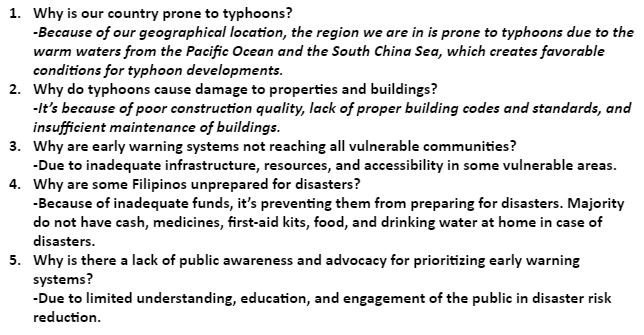 1. Why is our country prone to typhoons?
-Because of our geographical location, the region we are in is prone to typhoons due to the
warm waters from the Pacific Ocean and the South China Sea, which creates favorable
conditions for typhoon developments.
2. Why do typhoons cause damage to properties and buildings?
-It’s because of poor construction quality, lack of proper building codes and standards, and
insufficient maintenance of buildings.
3. Why are early warning systems not reaching all vulnerable communities?
-Due to inadequate infrastructure, resources, and accessibility in some vulnerable areas.
4. Why are some Filipinos unprepared for disasters?
-Because of inadequate funds, it’s preventing them from preparing for disasters. Majority
do not have cash, medicines, first-aid kits, food, and drinking water at home in case of
disasters.
5. Why is there a lack of public awareness and advocacy for prioritizing early warning
systems?
-Due to limited understanding, education, and engagement of the public in disaster risk
reduction.